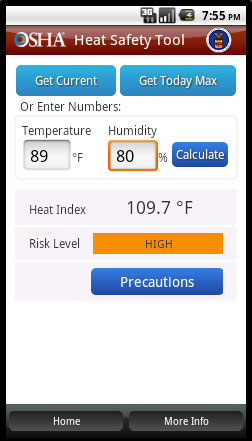 3G
7:55 PM
OSHA Heat Safety Tool
Get Current Get Today Max
Or Enter Numbers:
Temperature Humidity
89 °F 80 % Calculate
Heat Index 109.7 °F
Risk Level HIGH
Precautions
Home More Info